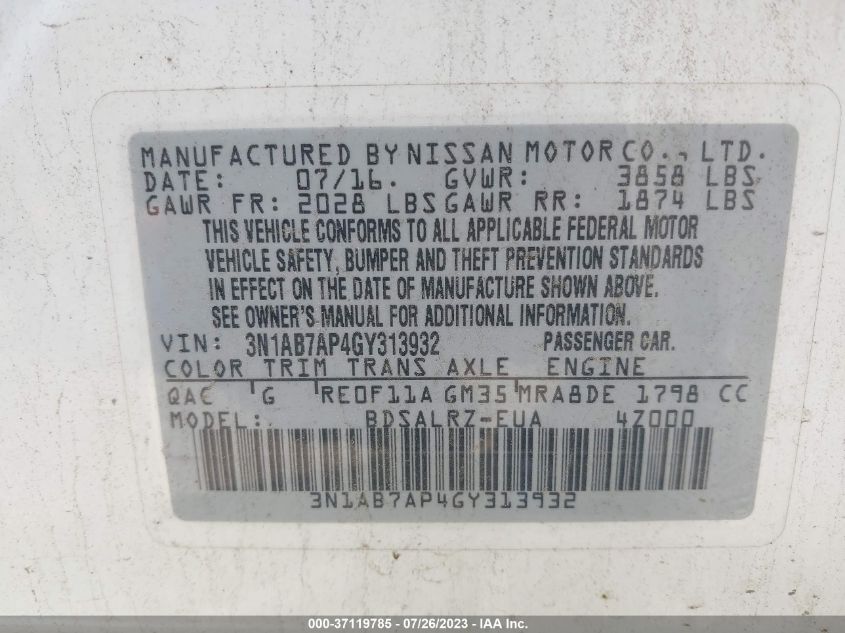 MANUFACTURED BY NISSAN MOTOR CO., LTD.
DATE: 07/16. GVWR: 3858 LBS
GAWR FR: 2028 LBS GAWR RR: 1874 LBS
THIS VEHICLE CONFORMS TO ALL APPLICABLE FEDERAL MOTOR
VEHICLE SAFETY, BUMPER AND THEFT PREVENTION STANDARDS
IN EFFECT ON THE DATE OF MANUFACTURE SHOWN ABOVE.
SEE OWNER'S MANUAL FOR ADDITIONAL INFORMATION.
VIN: 3N1AB7AP4GY313932 PASSENGER CAR.
COLOR TRIM TRANS AXLE ENGINE
QAC G RE0F11A GM35 MRA8DE 1798 CC
MODEL: BDSALRZ-EUA 4Z000
3N1AB7AP4GY313932
000-37119785 - 07/26/2023 - IAA Inc.